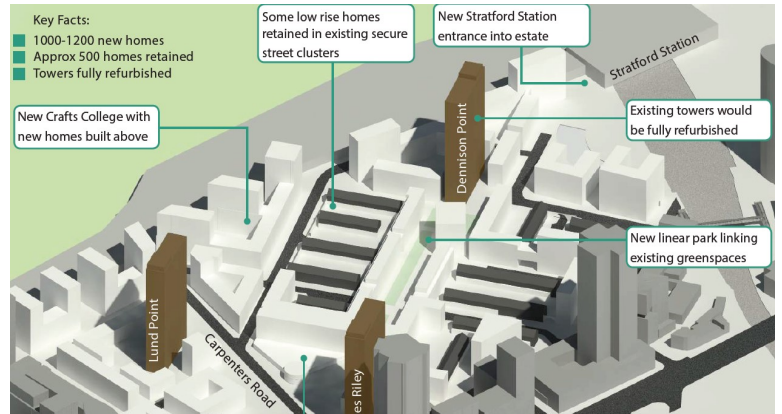 Key Facts:
1000-1200 new homes
Approx 500 homes retained
Towers fully refurbished
Some low rise homes
retained in existing secure
street clusters
New Stratford Station
entrance into estate
Stratford Station
New Crafts College with
new homes built above
Dennison Point
Existing towers would
be fully refurbished
New linear park linking
existing greenspaces
Lund Point
Carpenters Road
es Riley